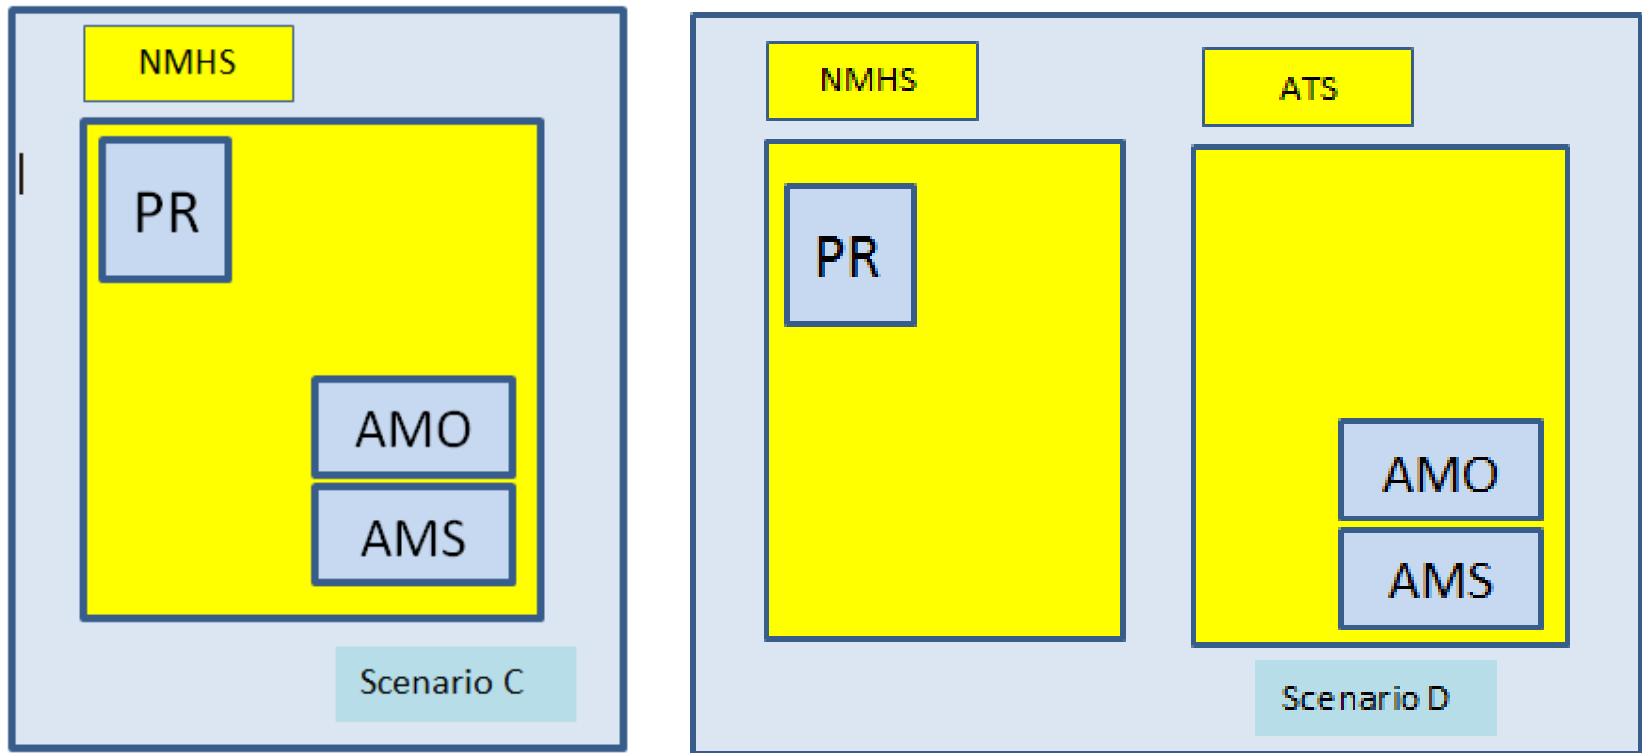 NMHS
PR
AMO
AMS
Scenario C
NMHS
ATS
PR
AMO
AMS
Scenario D